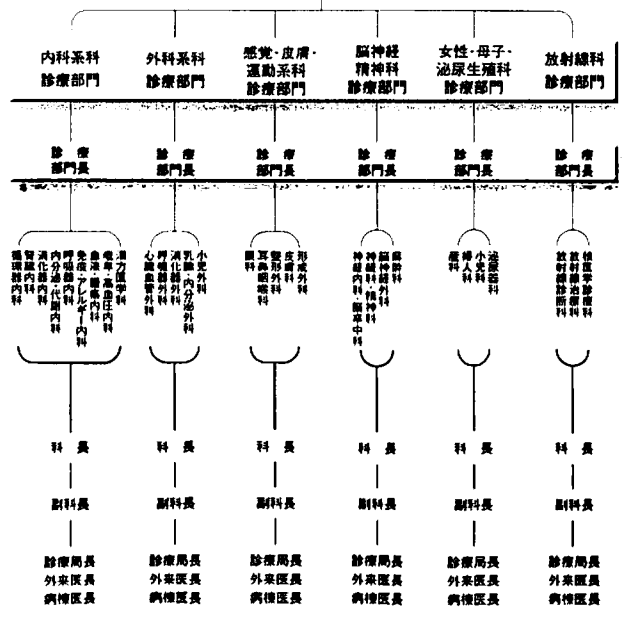 内科系科
診療部門
外科系科
診療部門
感覚・皮膚・
運動系科
診療部門
脳神経
精神科
診療部門
女性・母子・
泌尿生殖科
診療部門
放射線科
診療部門
診療
部門長
診療
部門長
診療
部門長
診療
部門長
診療
部門長
診療
部門長
循環器内科
腎臓内科
消化器内科
内分泌・代謝内科
呼吸器内科
免疫・アレルギー内科
血液・腫瘍内科
老年・高血圧内科
漢方医学科
心臓血管外科
呼吸器外科
消化器外科
乳腺・内分泌外科
小児外科
眼科
耳鼻咽喉科
整形外科
皮膚科
形成外科
神経内科・脳卒中科
神経科・精神科
脳神経外科
麻酔科
産科
婦人科
小児科
泌尿器科
放射線診断科
放射線治療科
核医学診療科
科長
科長
科長
科長
科長
科長
副科長
副科長
副科長
副科長
副科長
副科長
診療局長
外来医長
病棟医長
診療局長
外来医長
病棟医長
診療局長
外来医長
病棟医長
診療局長
外来医長
病棟医長
診療局長
外来医長
病棟医長
診療局長
外来医長
病棟医長